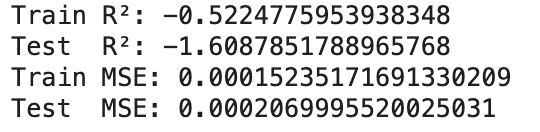 Train R²: -0.5224775953938348
Test  R²: -1.6087851788965768
Train MSE: 0.00015235171691330209
Test  MSE: 0.0002069995520025031